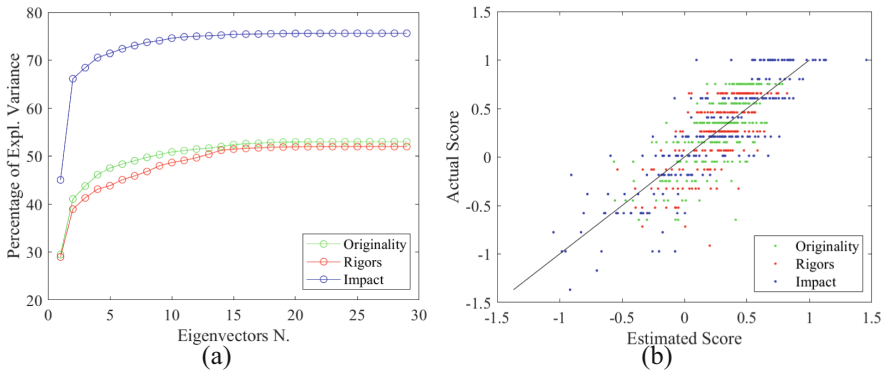 80
70
60
50
40
30
20
0
5
10
15
20
25
30
Percentage of Expl. Variance
Eigenvectors N.
Originality
Rigors
Impact
(a)
1.5
1
0.5
0
-0.5
-1
-1.5
-1.5
-1
-0.5
0
0.5
1
1.5
Actual Score
Estimated Score
Originality
Rigors
Impact
(b)